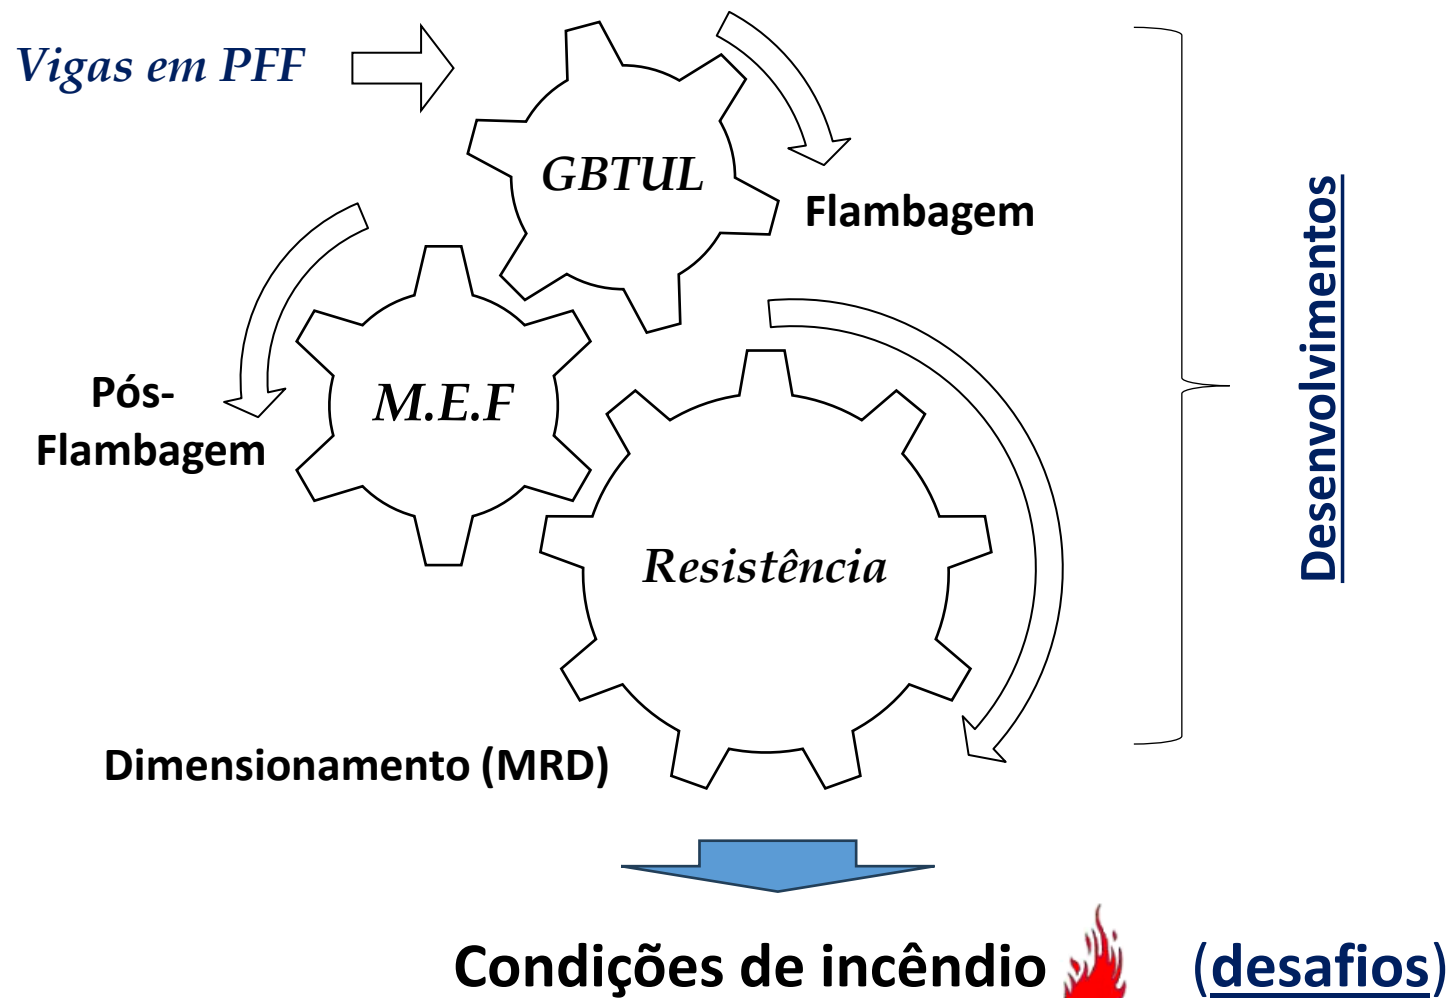 Vigas em PFF
GBTUL
Flambagem
M.E.F
Pós-
Flambagem
Resistência
Dimensionamento (MRD)
Desenvolvimentos
Condições de incêndio (desafios)